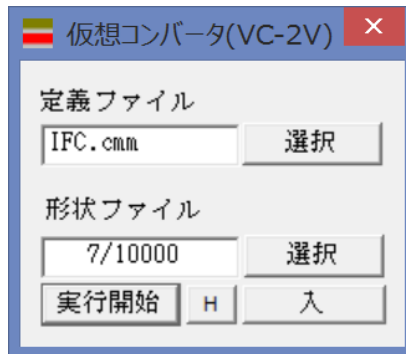 仮想コンバータ(VC-2V) ×
定義ファイル
IFC.cmm 選択
形状ファイル
7/10000 選択
実行開始 H 入